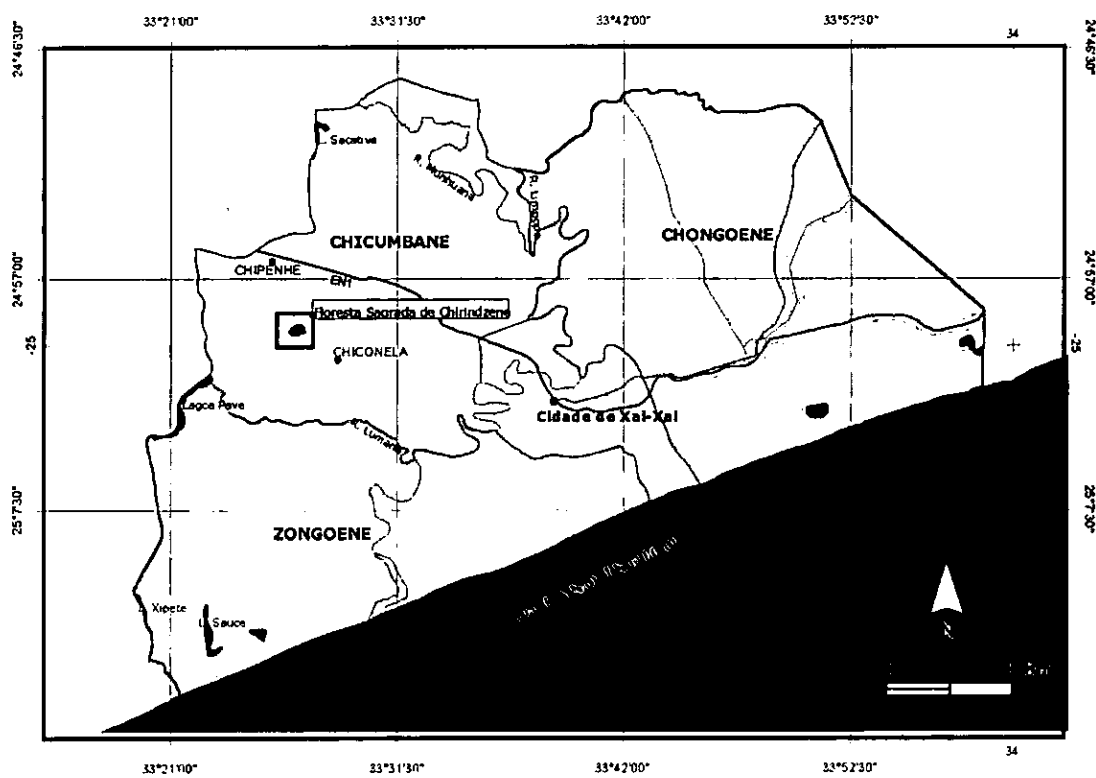 33°21'00" 33°31'30" 33°42'00" 33°52'30" 34
24°46'30" 24°46'30"
L. Sacativa
R. Munhuana
CHICUMBANE
CHONGOENE
CHIPENHE
EN1
24°57'00" 24°57'00"
Floresta Sagrada de Chirindzene
-25 -25
CHICONELA
Lagoa Pave
Cidade de Xai-Xai
25°7'30" 25°7'30"
ZONGOENE
L. Xipete
L. Sauce
33°21'00" 33°31'30" 33°42'00" 33°52'30" 34